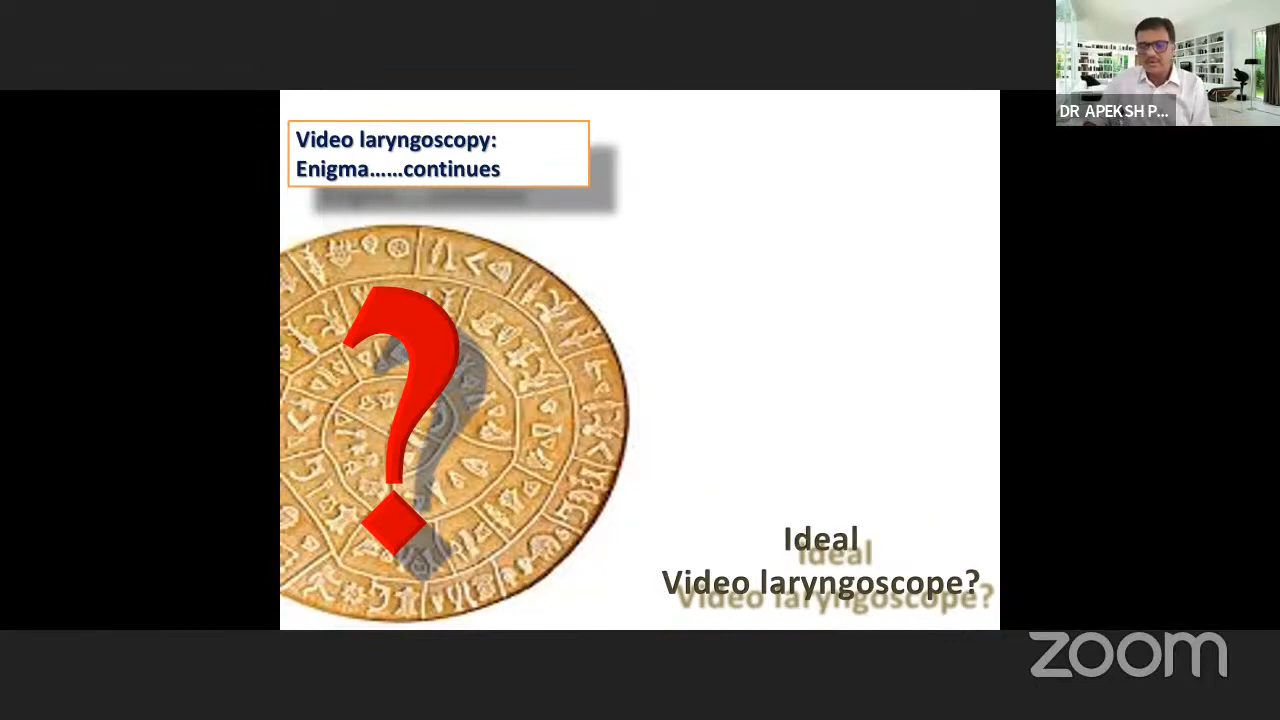 DR APEKSH P...
Video laryngoscopy:
Enigma......continues
?
Ideal
Video laryngoscope?
zoom